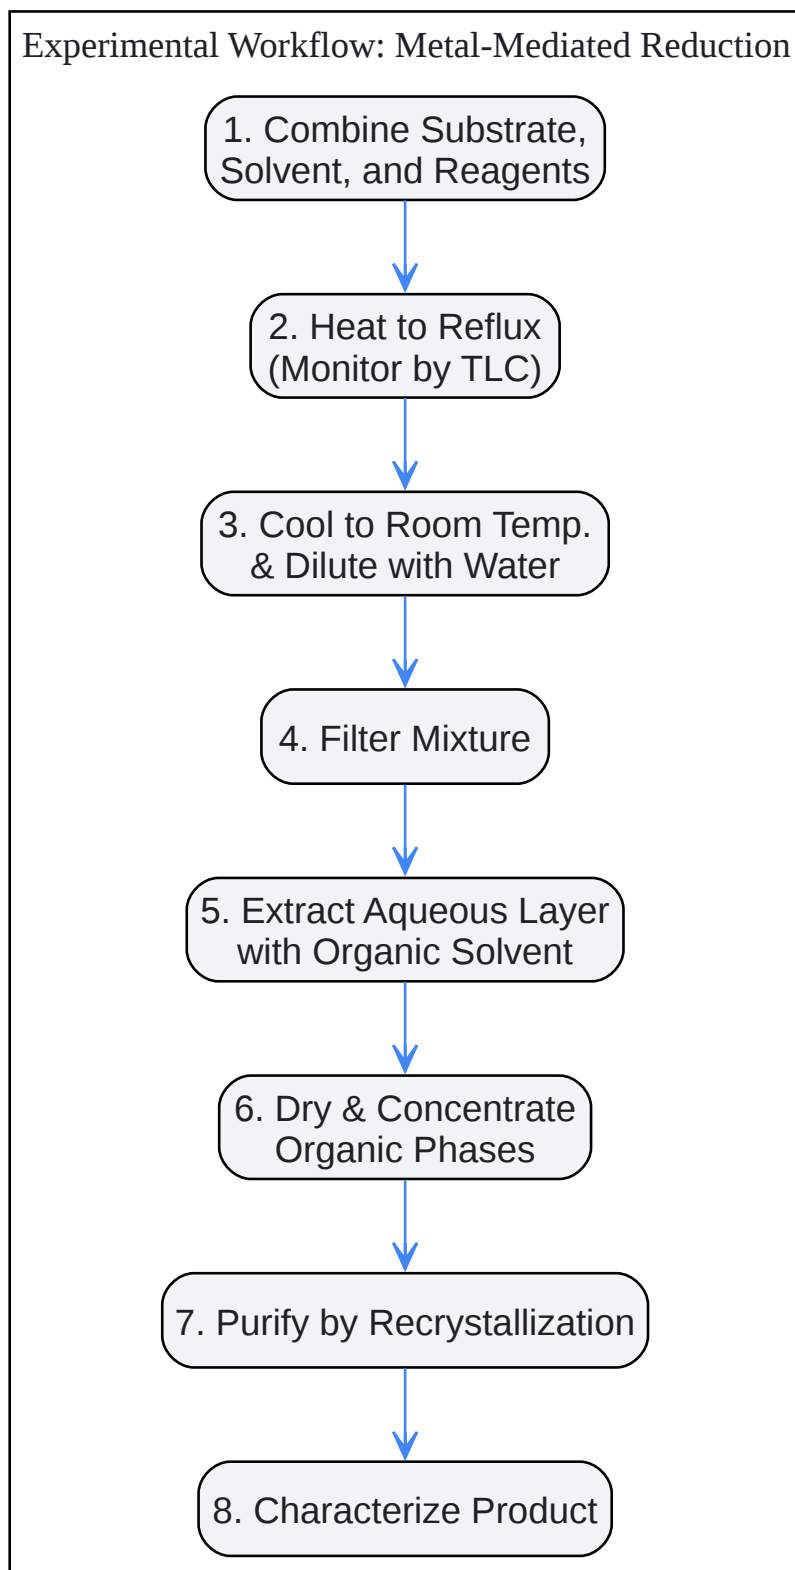 Experimental Workflow: Metal-Mediated Reduction
1. Combine Substrate,
Solvent, and Reagents
2. Heat to Reflux
(Monitor by TLC)
3. Cool to Room Temp.
& Dilute with Water
4. Filter Mixture
5. Extract Aqueous Layer
with Organic Solvent
6. Dry & Concentrate
Organic Phases
7. Purify by Recrystallization
8. Characterize Product